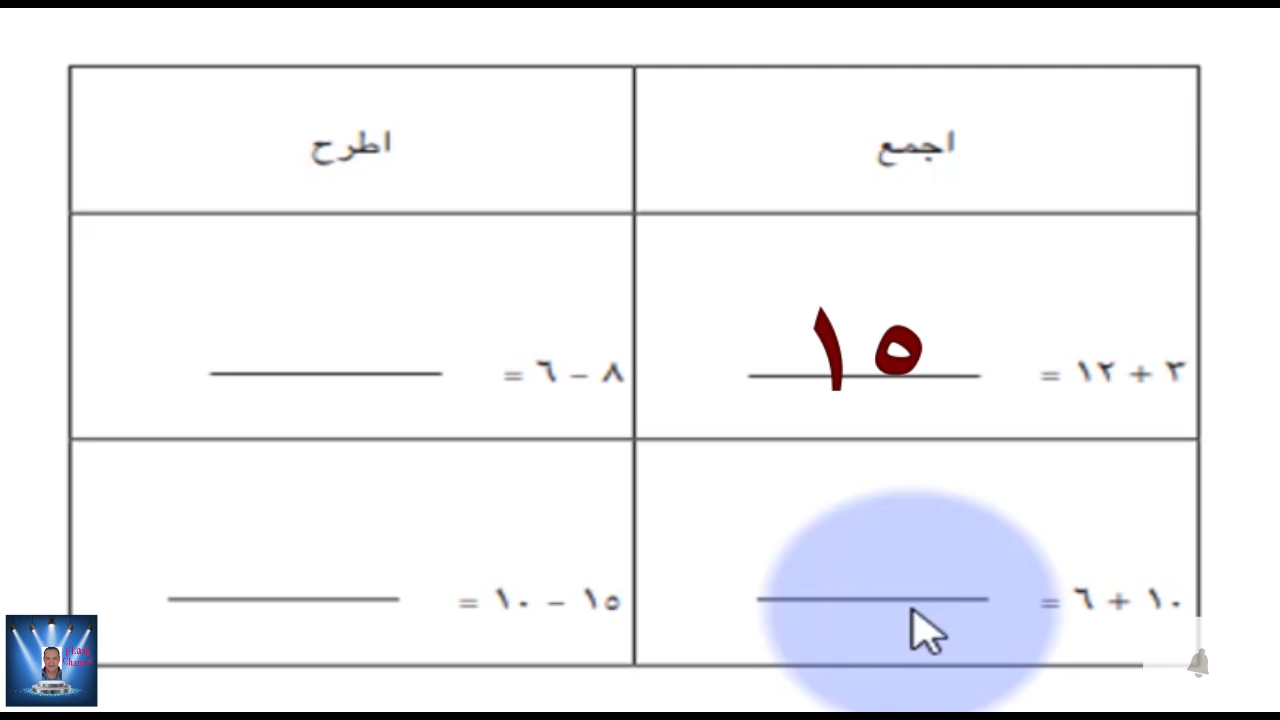 اجمع
اطرح
٣ + ١٢ = ١٥
٨ − ٦ =
١٠ + ٦ =
١٥ − ١٠ =